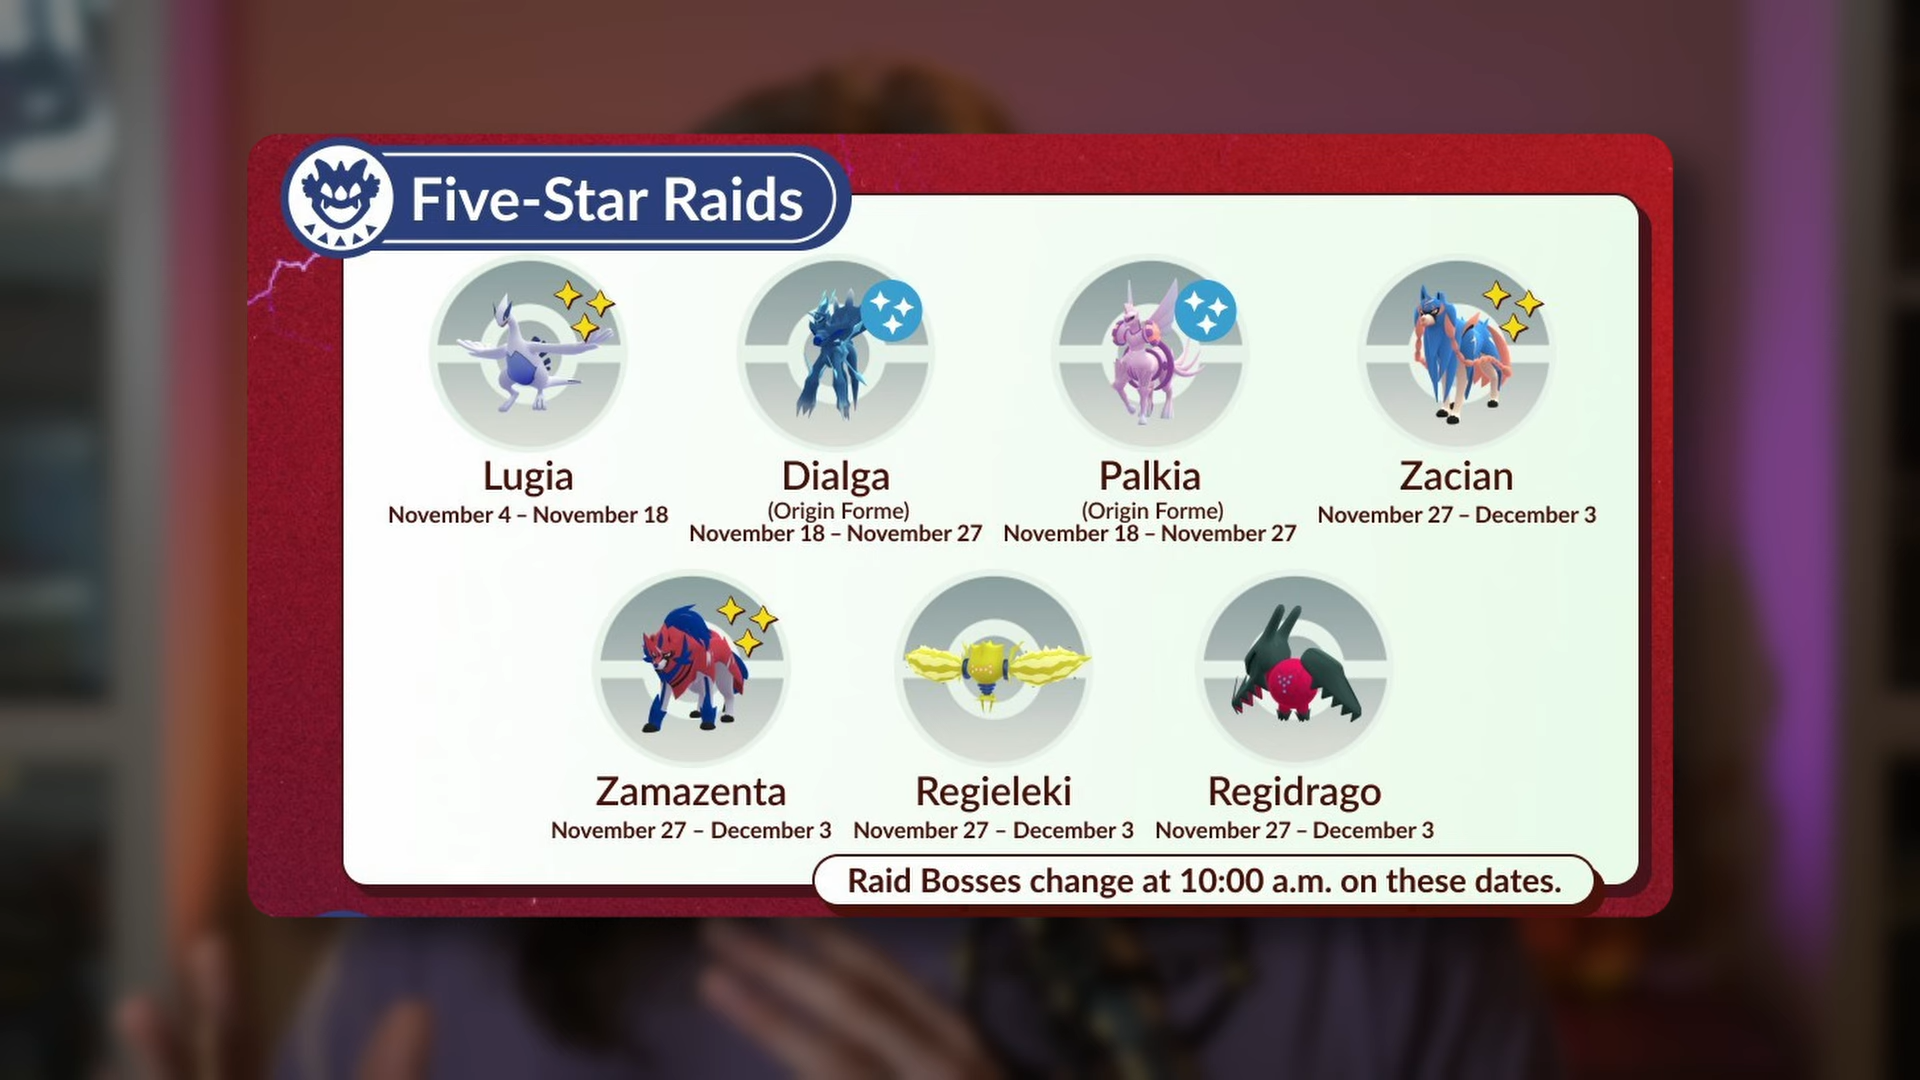 Five-Star Raids
Lugia
November 4 – November 18
Dialga
(Origin Forme)
November 18 – November 27
Palkia
(Origin Forme)
November 18 – November 27
Zacian
November 27 – December 3
Zamazenta
November 27 – December 3
Regieleki
November 27 – December 3
Regidrago
November 27 – December 3
Raid Bosses change at 10:00 a.m. on these dates.